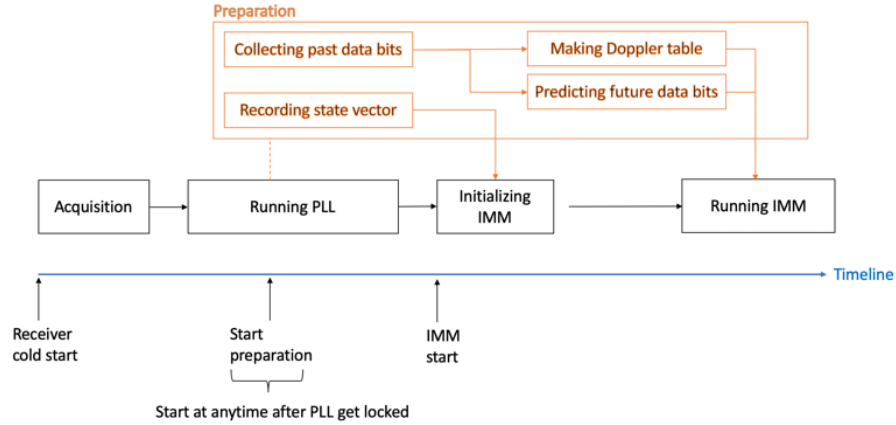 Preparation
Collecting past data bits
Making Doppler table
Predicting future data bits
Recording state vector
Acquisition
Running PLL
Initializing
IMM
Running IMM
Timeline
Receiver
cold start
Start
preparation
IMM
start
Start at anytime after PLL get locked